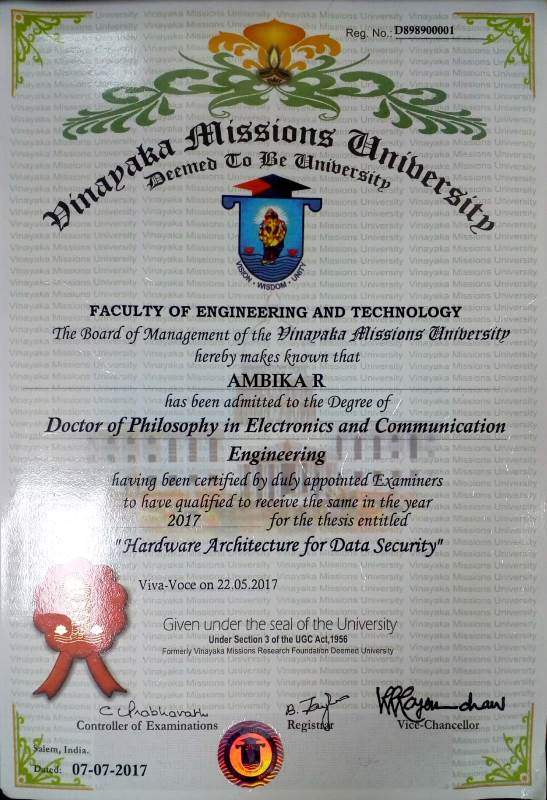 Reg. No.: D898900001
Vinayaka Missions University
Deemed To Be University
VISION - WISDOM - UNITY
FACULTY OF ENGINEERING AND TECHNOLOGY
The Board of Management of the Vinayaka Missions University
hereby makes known that
AMBIKA R
has been admitted to the Degree of
Doctor of Philosophy in Electronics and Communication
Engineering
having been certified by duly appointed Examiners
to have qualified to receive the same in the year
2017 for the thesis entitled
"Hardware Architecture for Data Security"
Viva-Voce on 22.05.2017
Given under the seal of the University
Under Section 3 of the UGC Act,1956
Formerly Vinayaka Missions Research Foundation Deemed University
Controller of Examinations
Registrar
Vice-Chancellor
Salem, India.
Dated: 07-07-2017